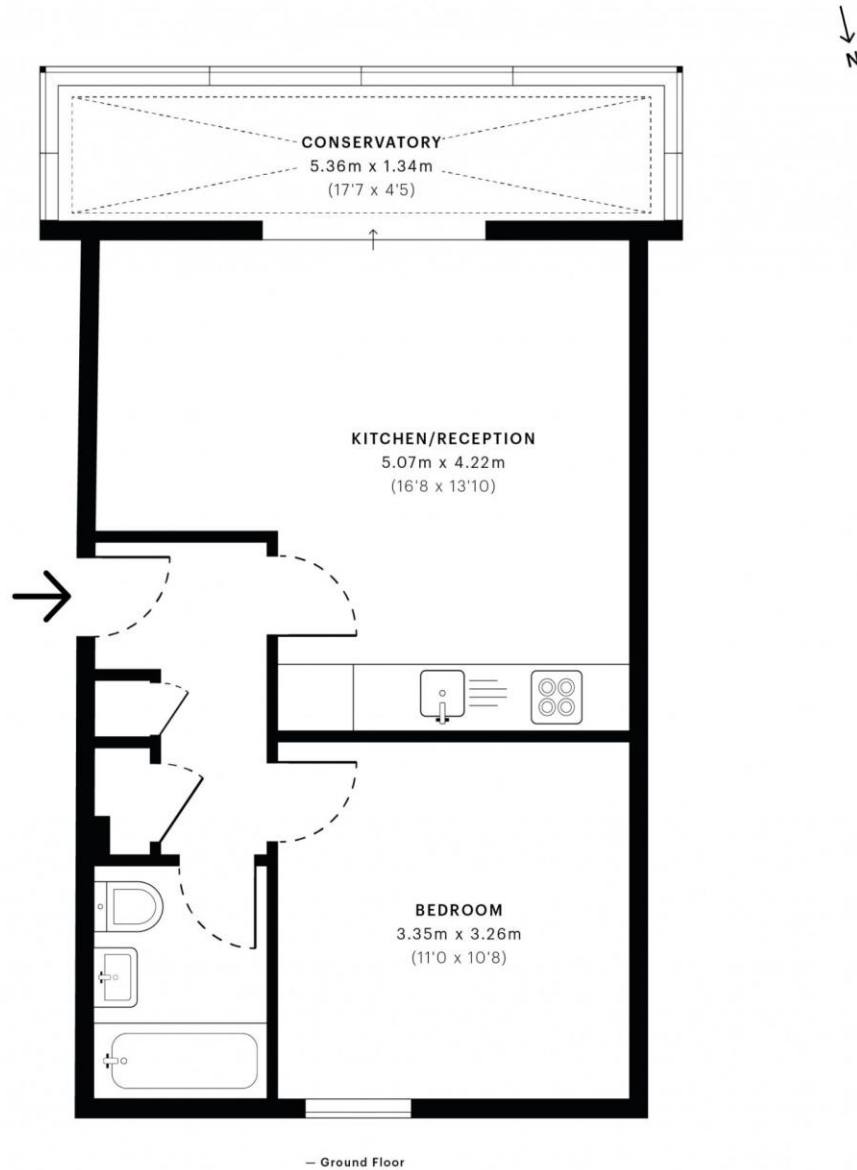 N
CONSERVATORY
5.36m x 1.34m
(17'7 x 4'5)
KITCHEN/RECEPTION
5.07m x 4.22m
(16'8 x 13'10)
BEDROOM
3.35m x 3.26m
(11'0 x 10'8)
— Ground Floor